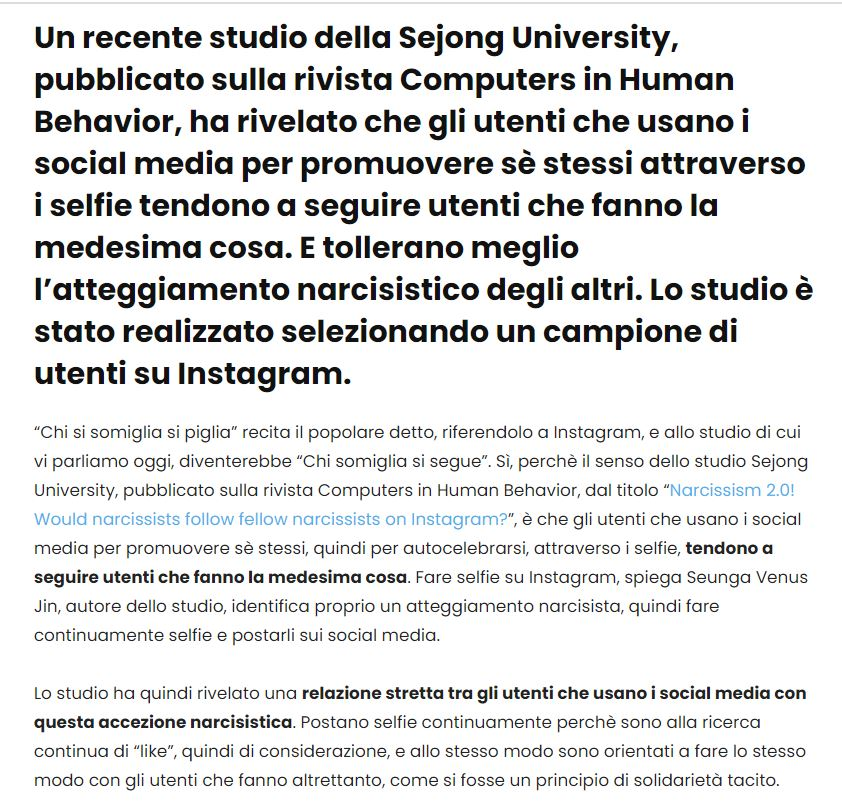 Un recente studio della Sejong University,
pubblicato sulla rivista Computers in Human
Behavior, ha rivelato che gli utenti che usano i
social media per promuovere sè stessi attraverso
i selfie tendono a seguire utenti che fanno la
medesima cosa. E tollerano meglio
l’atteggiamento narcisistico degli altri. Lo studio è
stato realizzato selezionando un campione di
utenti su Instagram.
“Chi si somiglia si piglia” recita il popolare detto, riferendolo a Instagram, e allo studio di cui
vi parliamo oggi, diventerebbe “Chi somiglia si segue”. Sì, perchè il senso dello studio Sejong
University, pubblicato sulla rivista Computers in Human Behavior, dal titolo “Narcissism 2.0!
Would narcissists follow fellow narcissists on Instagram?”, è che gli utenti che usano i social
media per promuovere sè stessi, quindi per autocelebrarsi, attraverso i selfie, tendono a
seguire utenti che fanno la medesima cosa. Fare selfie su Instagram, spiega Seunga Venus
Jin, autore dello studio, identifica proprio un atteggiamento narcisista, quindi fare
continuamente selfie e postarli sui social media.
Lo studio ha quindi rivelato una relazione stretta tra gli utenti che usano i social media con
questa accezione narcisistica. Postano selfie continuamente perchè sono alla ricerca
continua di “like”, quindi di considerazione, e allo stesso modo sono orientati a fare lo stesso
modo con gli utenti che fanno altrettanto, come si fosse un principio di solidarietà tacito.